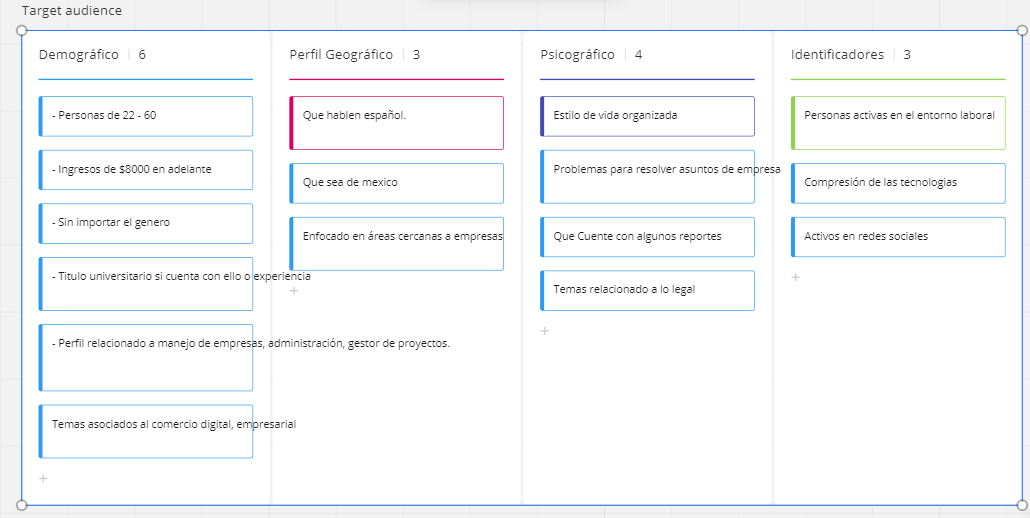 Target audience
Demográfico | 6
- Personas de 22 - 60
- Ingresos de $8000 en adelante
- Sin importar el genero
- Titulo universitario si cuenta con ello o experiencia
- Perfil relacionado a manejo de empresas, administración, gestor de proyectos.
Temas asociados al comercio digital, empresarial
+
Perfil Geográfico | 3
Que hablen español.
Que sea de mexico
Enfocado en áreas cercanas a empresas
+
Psicográfico | 4
Estilo de vida organizada
Problemas para resolver asuntos de empresa
Que Cuente con algunos reportes
Temas relacionado a lo legal
+
Identificadores | 3
Personas activas en el entorno laboral
Compresión de las tecnologias
Activos en redes sociales
+